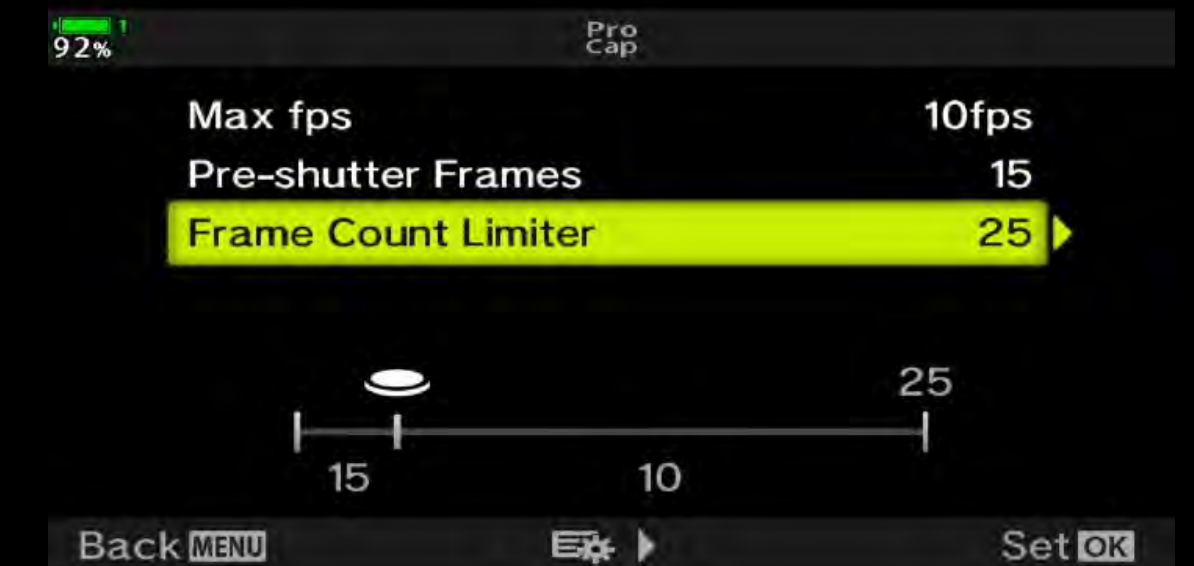 1
92%
Pro
Cap
Max fps 10fps
Pre-shutter Frames 15
Frame Count Limiter 25
25
15 10
Back MENU Set OK